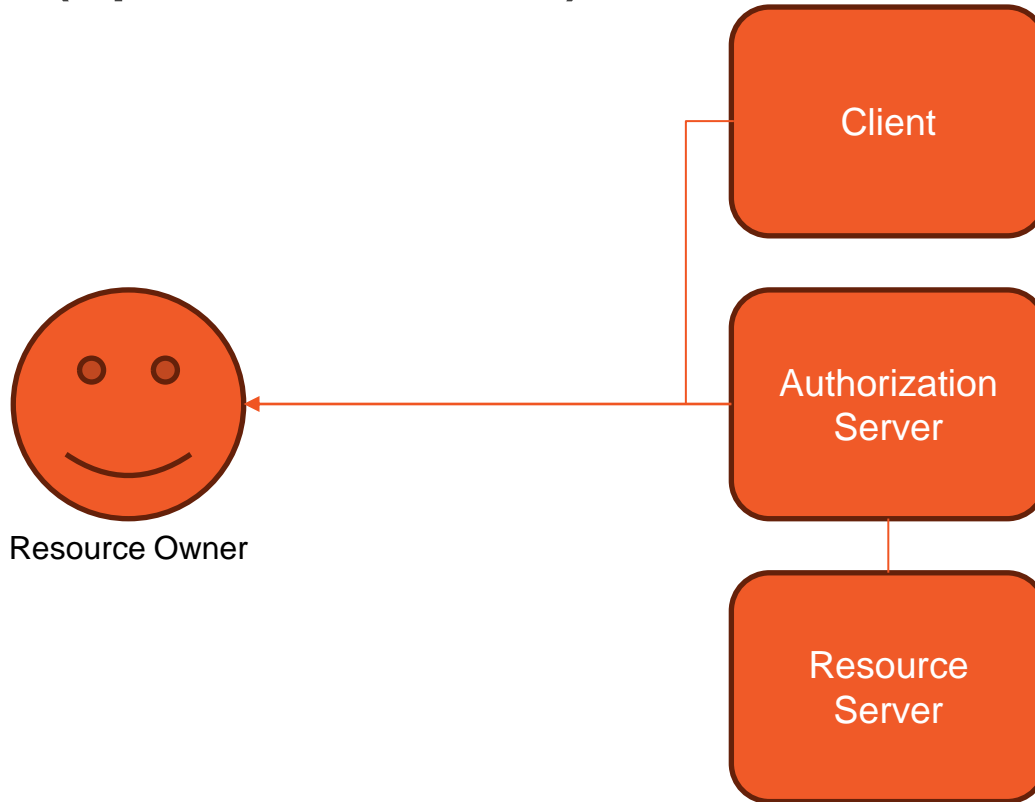 Client
Authorization
Server
Resource Owner
Resource
Server